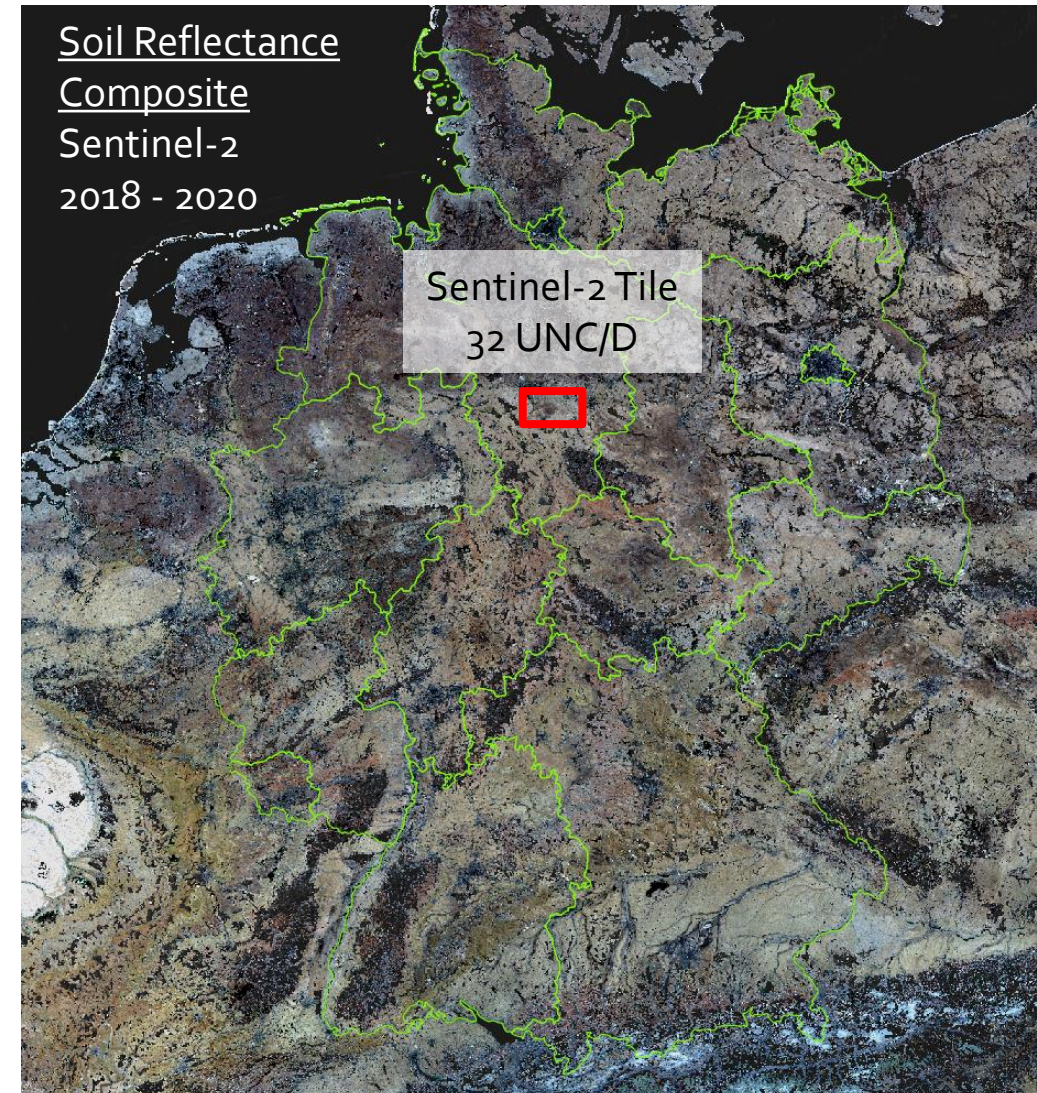 Soil Reflectance
Composite
Sentinel-2
2018 - 2020
Sentinel-2 Tile
32 UNC/D